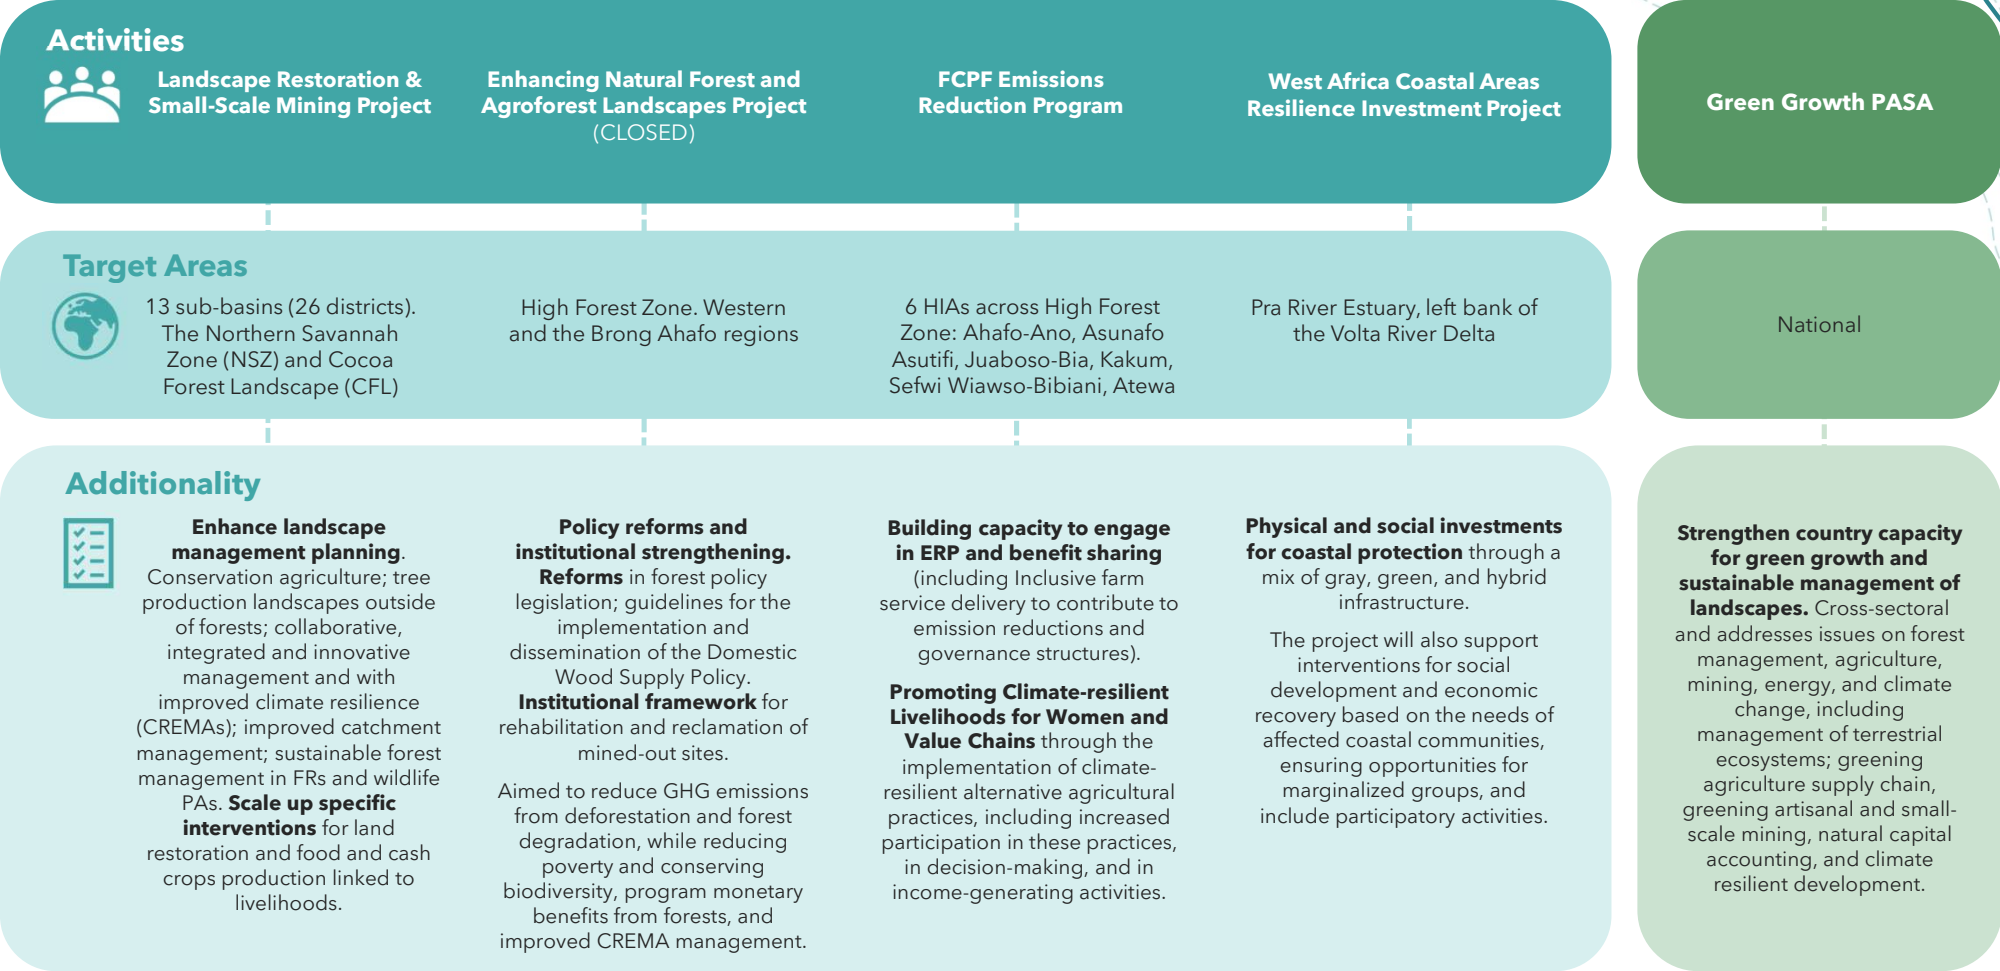 Activities
Landscape Restoration &
Small-Scale Mining Project
Enhancing Natural Forest and
Agroforest Landscapes Project
(CLOSED)
FCPF Emissions
Reduction Program
West Africa Coastal Areas
Resilience Investment Project
Green Growth PASA
Target Areas
13 sub-basins (26 districts).
The Northern Savannah
Zone (NSZ) and Cocoa
Forest Landscape (CFL)
High Forest Zone. Western
and the Brong Ahafo regions
6 HIAs across High Forest
Zone: Ahafo-Ano, Asunafo
Asutifi, Juaboso-Bia, Kakum,
Sefwi Wiawso-Bibiani, Atewa
Pra River Estuary, left bank of
the Volta River Delta
National
Additionality
Enhance landscape
management planning.
Conservation agriculture; tree
production landscapes outside
of forests; collaborative,
integrated and innovative
management and with
improved climate resilience
(CREMAs); improved catchment
management; sustainable forest
management in FRs and wildlife
PAs. Scale up specific
interventions for land
restoration and food and cash
crops production linked to
livelihoods.
Policy reforms and
institutional strengthening.
Reforms in forest policy
legislation; guidelines for the
implementation and
dissemination of the Domestic
Wood Supply Policy.
Institutional framework for
rehabilitation and reclamation of
mined-out sites.
Aimed to reduce GHG emissions
from deforestation and forest
degradation, while reducing
poverty and conserving
biodiversity, program monetary
benefits from forests, and
improved CREMA management.
Building capacity to engage
in ERP and benefit sharing
(including Inclusive farm
service delivery to contribute to
emission reductions and
governance structures).
Promoting Climate-resilient
Livelihoods for Women and
Value Chains through the
implementation of climate-
resilient alternative agricultural
practices, including increased
participation in these practices,
in decision-making, and in
income-generating activities.
Physical and social investments
for coastal protection through a
mix of gray, green, and hybrid
infrastructure.
The project will also support
interventions for social
development and economic
recovery based on the needs of
affected coastal communities,
ensuring opportunities for
marginalized groups, and
include participatory activities.
Strengthen country capacity
for green growth and
sustainable management of
landscapes. Cross-sectoral
and addresses issues on forest
management, agriculture,
mining, energy, and climate
change, including
management of terrestrial
ecosystems; greening
agriculture supply chain,
greening artisanal and small-
scale mining, natural capital
accounting, and climate
resilient development.